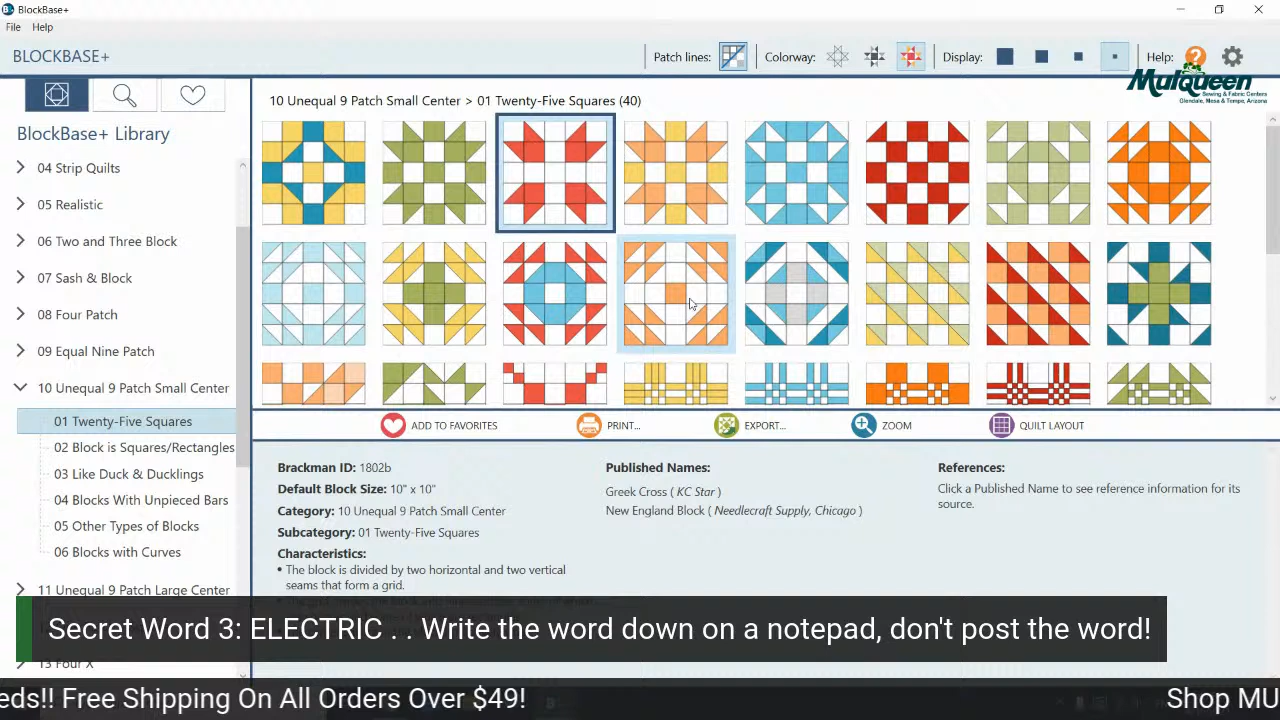 BlockBase+
File Help
BLOCKBASE+
Patch lines: Colorway: Display: Help:
MulQueen
Sewing & Fabric Centers
Glendale, Mesa & Tempe, Arizona
BlockBase+ Library
04 Strip Quilts
05 Realistic
06 Two and Three Block
07 Sash & Block
08 Four Patch
09 Equal Nine Patch
10 Unequal 9 Patch Small Center
01 Twenty-Five Squares
02 Block is Squares/Rectangles
03 Like Duck & Ducklings
04 Blocks With Unpieced Bars
05 Other Types of Blocks
06 Blocks with Curves
11 Unequal 9 Patch Large Center
13 Four X
10 Unequal 9 Patch Small Center > 01 Twenty-Five Squares (40)
ADD TO FAVORITES PRINT... EXPORT... ZOOM QUILT LAYOUT
Brackman ID: 1802b
Default Block Size: 10" x 10"
Category: 10 Unequal 9 Patch Small Center
Subcategory: 01 Twenty-Five Squares
Characteristics:
• The block is divided by two horizontal and two vertical
seams that form a grid.
Published Names:
Greek Cross ( KC Star )
New England Block ( Needlecraft Supply, Chicago )
References:
Click a Published Name to see reference information for its
source.
Secret Word 3: ELECTRIC ... Write the word down on a notepad, don't post the word!
eds!! Free Shipping On All Orders Over $49! Shop MU